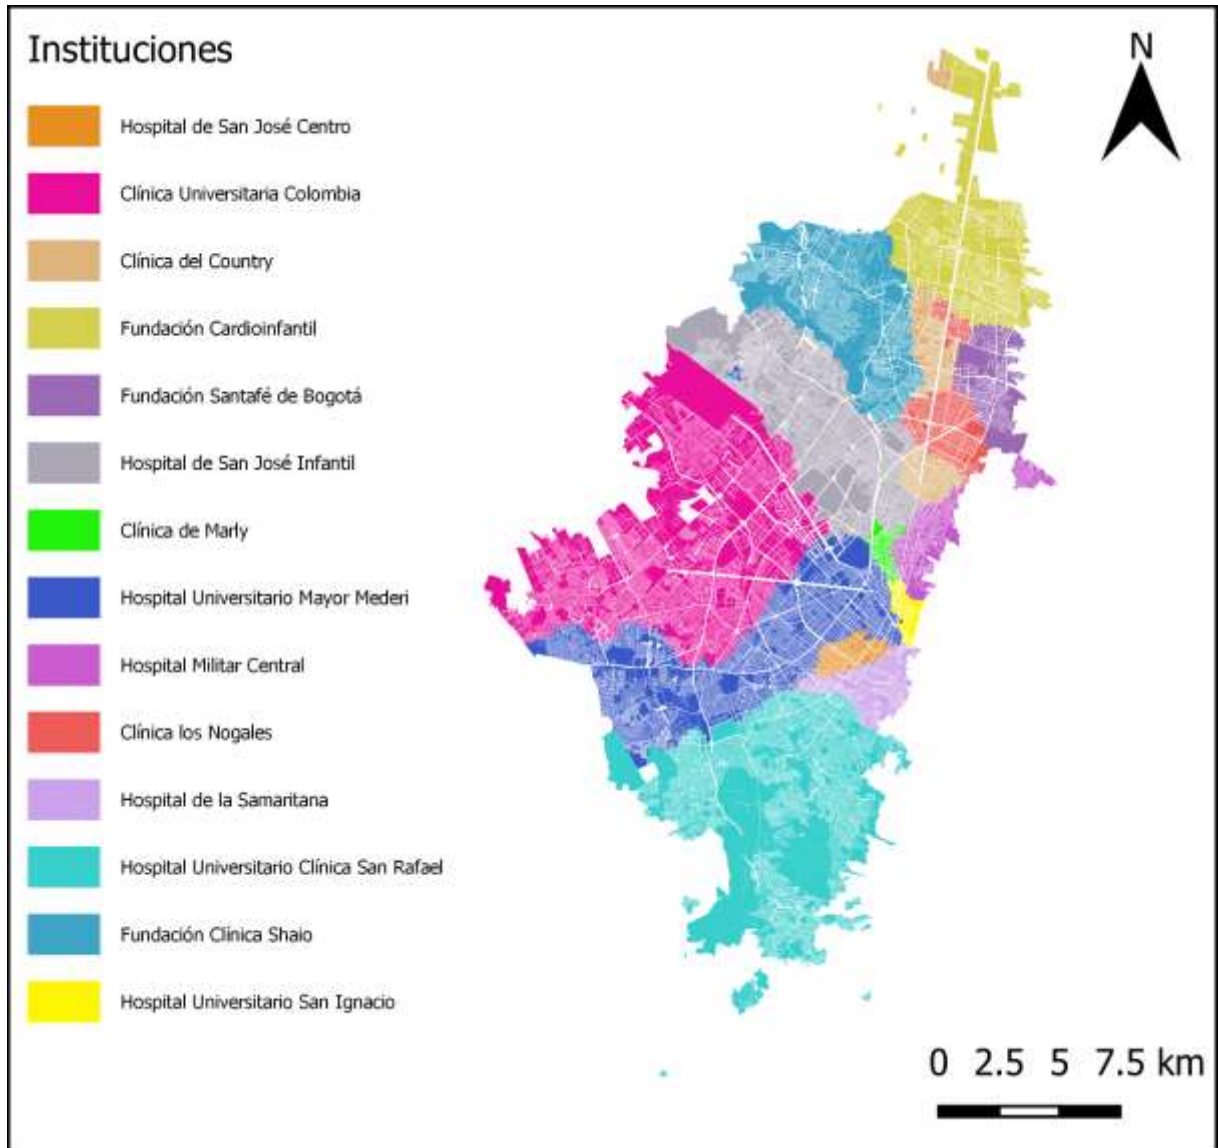 Instituciones
Hospital de San José Centro
Clínica Universitaria Colombia
Clínica del Country
Fundación Cardioinfantil
Fundación Santafé de Bogotá
Hospital de San José Infantil
Clínica de Marly
Hospital Universitario Mayor Mederi
Hospital Militar Central
Clínica los Nogales
Hospital de la Samaritana
Hospital Universitario Clínica San Rafael
Fundación Clínica Shaio
Hospital Universitario San Ignacio
N
0 2.5 5 7.5 km